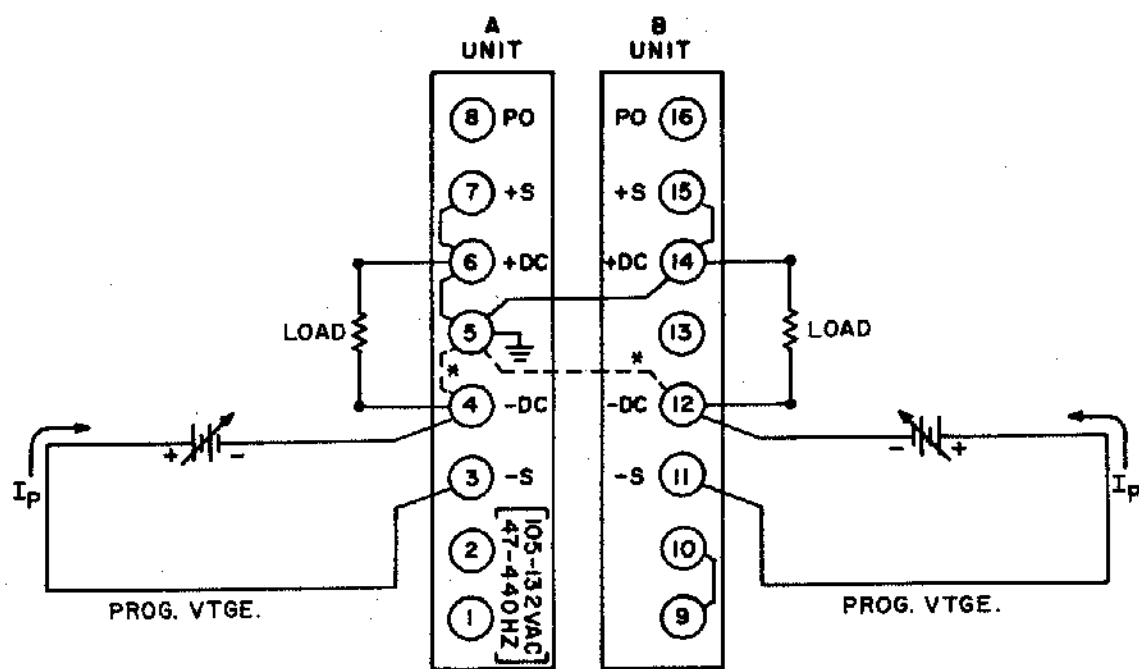 A UNIT
B UNIT
8 PO
PO 16
7 +S
+S 15
6 +DC
+DC 14
LOAD
5
13
LOAD
*
*
4 -DC
-DC 12
+ -
- +
IP
IP
3 -S
-S 11
2
10
1
9
105-132VAC
47-440HZ
PROG. VTGE.
PROG. VTGE.